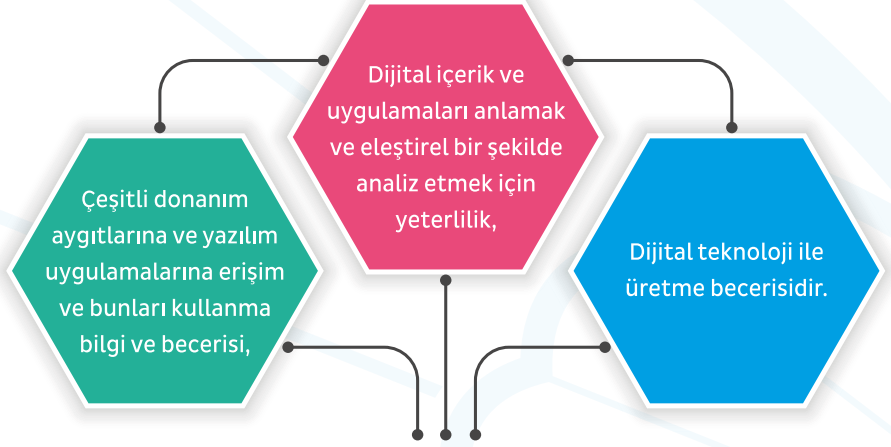 Çeşitli donanım
aygıtlarına ve yazılım
uygulamalarına erişim
ve bunları kullanma
bilgi ve becerisi,
Dijital içerik ve
uygulamaları anlamak
ve eleştirel bir şekilde
analiz etmek için
yeterlilik,
Dijital teknoloji ile
üretme becerisidir.